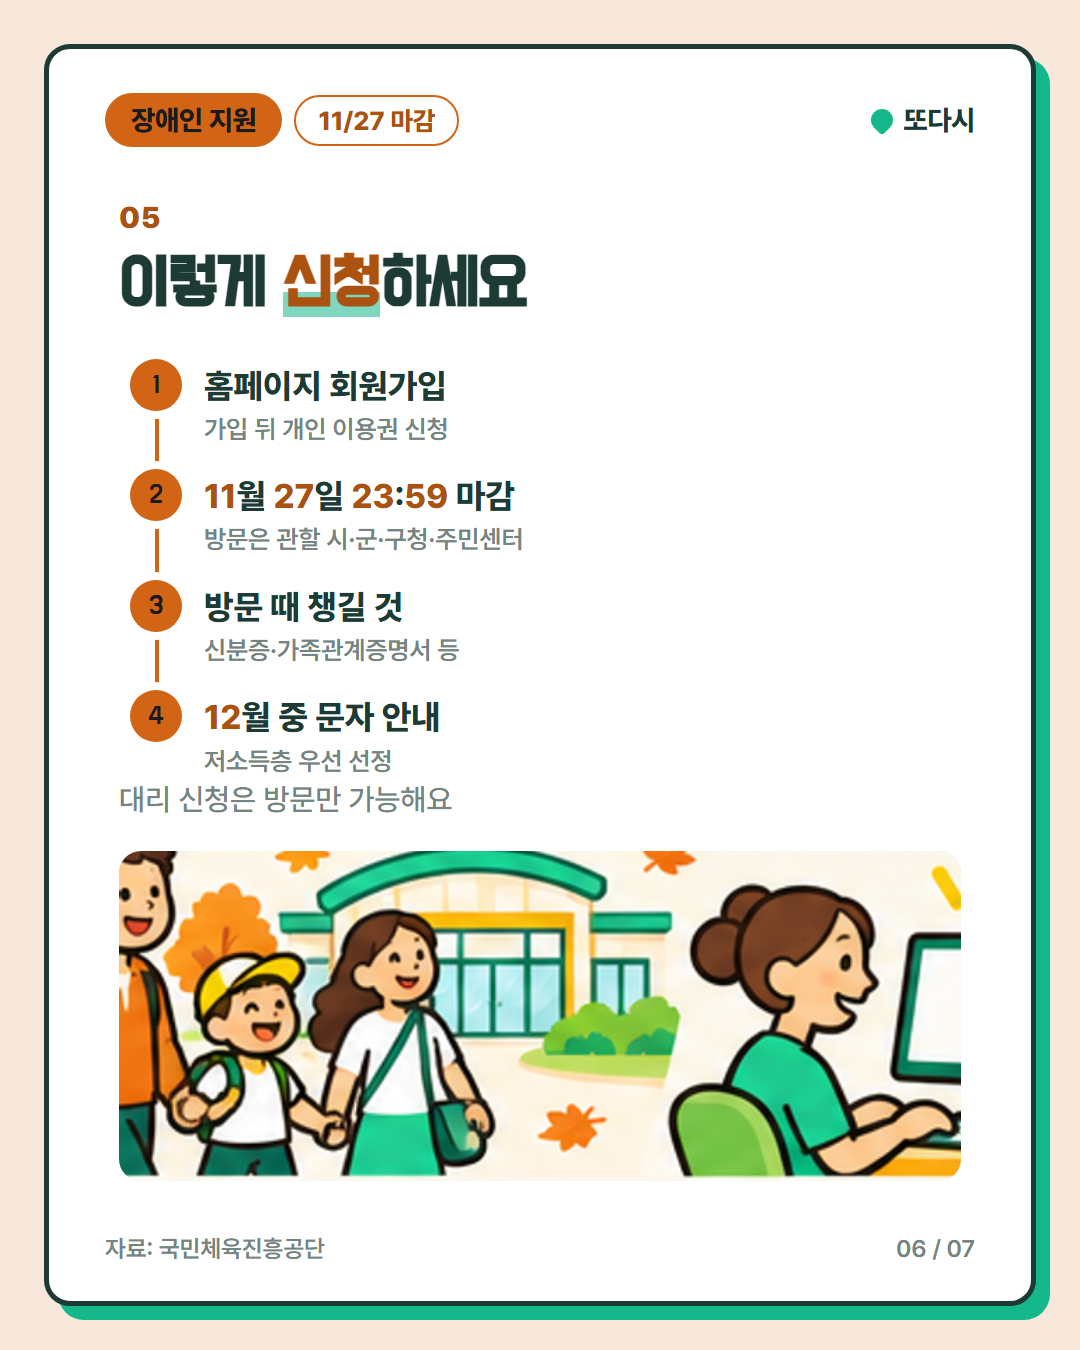 장애인 지원
11/27 마감
또다시
05
이렇게 신청하세요
1
홈페이지 회원가입
가입 뒤 개인 이용권 신청
2
11월 27일 23:59 마감
방문은 관할 시·군·구청·주민센터
3
방문 때 챙길 것
신분증·가족관계증명서 등
4
12월 중 문자 안내
저소득층 우선 선정
대리 신청은 방문만 가능해요
자료: 국민체육진흥공단
06 / 07